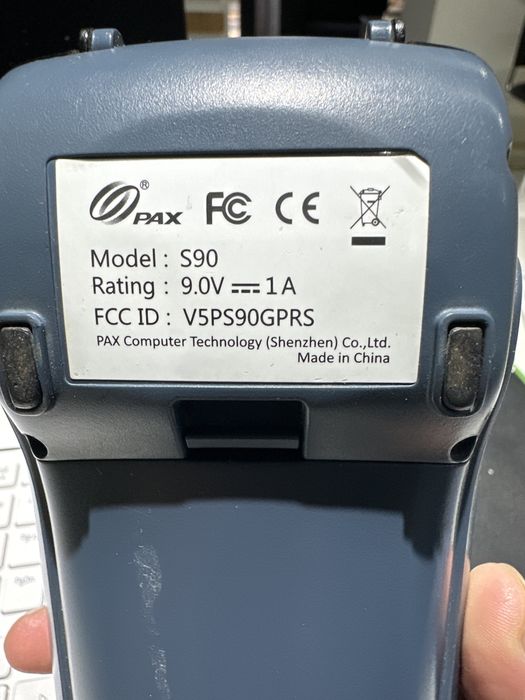 ® PAX FC CE
Model : S90
Rating : 9.0V ⎓ 1A
FCC ID : V5PS90GPRS
PAX Computer Technology (Shenzhen) Co.,Ltd.
Made in China